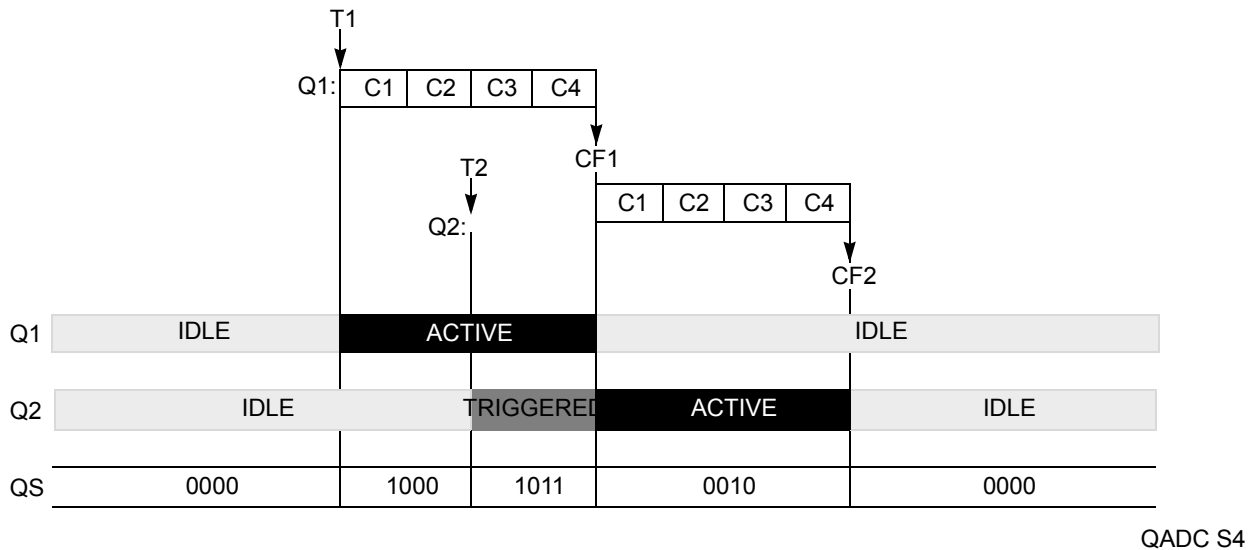 T1
Q1: C1 C2 C3 C4
CF1
T2
C1 C2 C3 C4
Q2:
CF2
Q1 IDLE ACTIVE IDLE
Q2 IDLE TRIGGERED ACTIVE IDLE
QS 0000 1000 1011 0010 0000
QADC S4